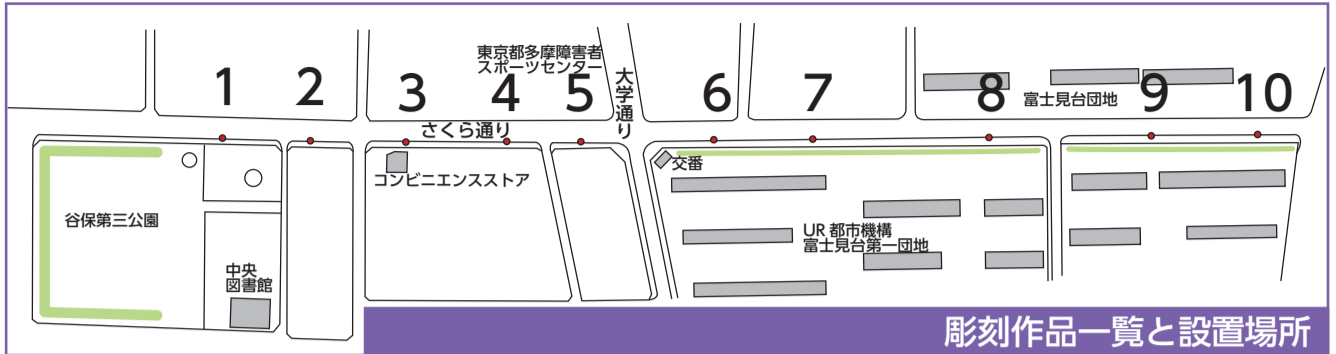 東京都多摩障害者
スポーツセンター
大学通り
1
2
3
4
5
6
7
8
9
10
富士見台団地
さくら通り
交番
コンビニエンスストア
谷保第三公園
UR 都市機構
富士見台第一団地
中央
図書館
彫刻作品一覧と設置場所